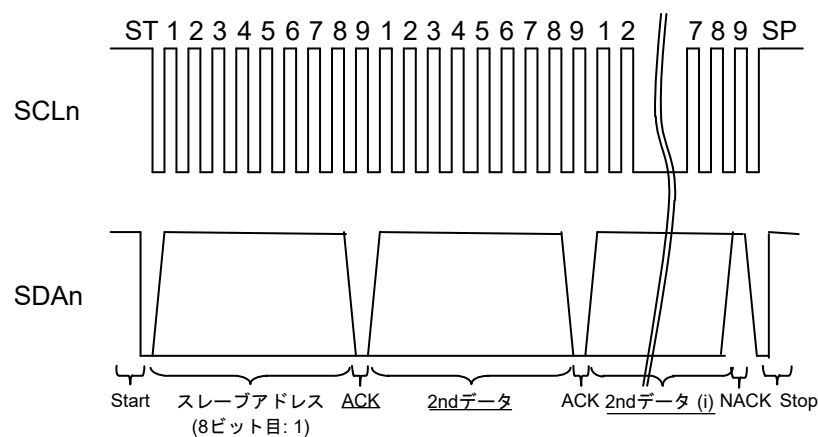 ST 1 2 3 4 5 6 7 8 9 1 2 3 4 5 6 7 8 9 1 2 7 8 9 SP
SCLn
SDAn
Start スレーブアドレス ACK 2ndデータ ACK 2ndデータ (i) NACK Stop
(8ビット目: 1)